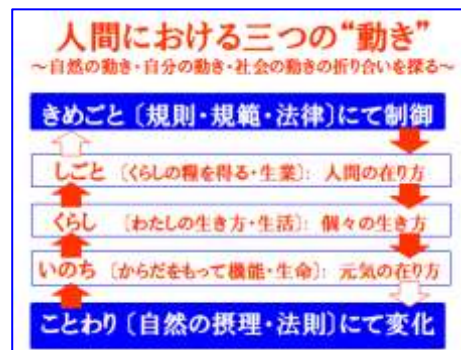 人間における三つの“動き”
～自然の動き・自分の動き・社会の動きの折り合いを探る～
きめごと〔規則・規範・法律〕にて制御
しごと〔くらしの糧を得る・生業〕：人間の在り方
くらし〔わたしの生き方・生活〕：個々の生き方
いのち〔からだをもって機能・生命〕：元気の在り方
ことわり〔自然の摂理・法則〕にて変化